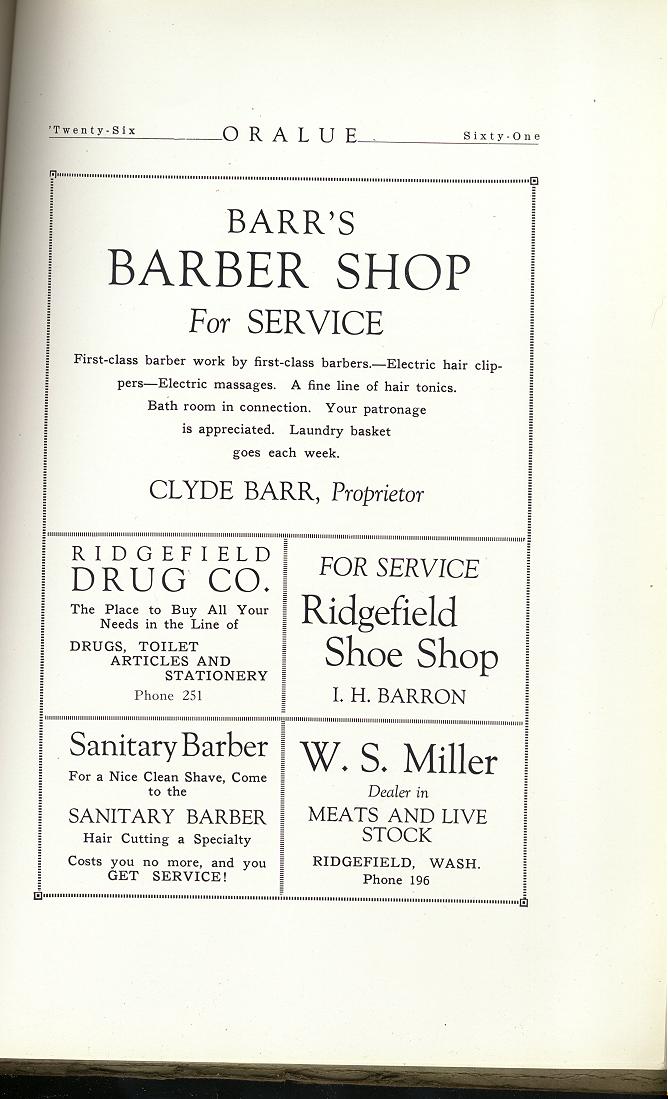 'Twenty-Six ORALUE Sixty-One
BARR'S
BARBER SHOP
For SERVICE
First-class barber work by first-class barbers.—Electric hair clip-
pers—Electric massages. A fine line of hair tonics.
Bath room in connection. Your patronage
is appreciated. Laundry basket
goes each week.
CLYDE BARR, Proprietor
RIDGEFIELD
DRUG CO.
The Place to Buy All Your
Needs in the Line of
DRUGS, TOILET
ARTICLES AND
STATIONERY
Phone 251
FOR SERVICE
Ridgefield
Shoe Shop
I. H. BARRON
Sanitary Barber
For a Nice Clean Shave, Come
to the
SANITARY BARBER
Hair Cutting a Specialty
Costs you no more, and you
GET SERVICE!
W. S. Miller
Dealer in
MEATS AND LIVE
STOCK
RIDGEFIELD, WASH.
Phone 196